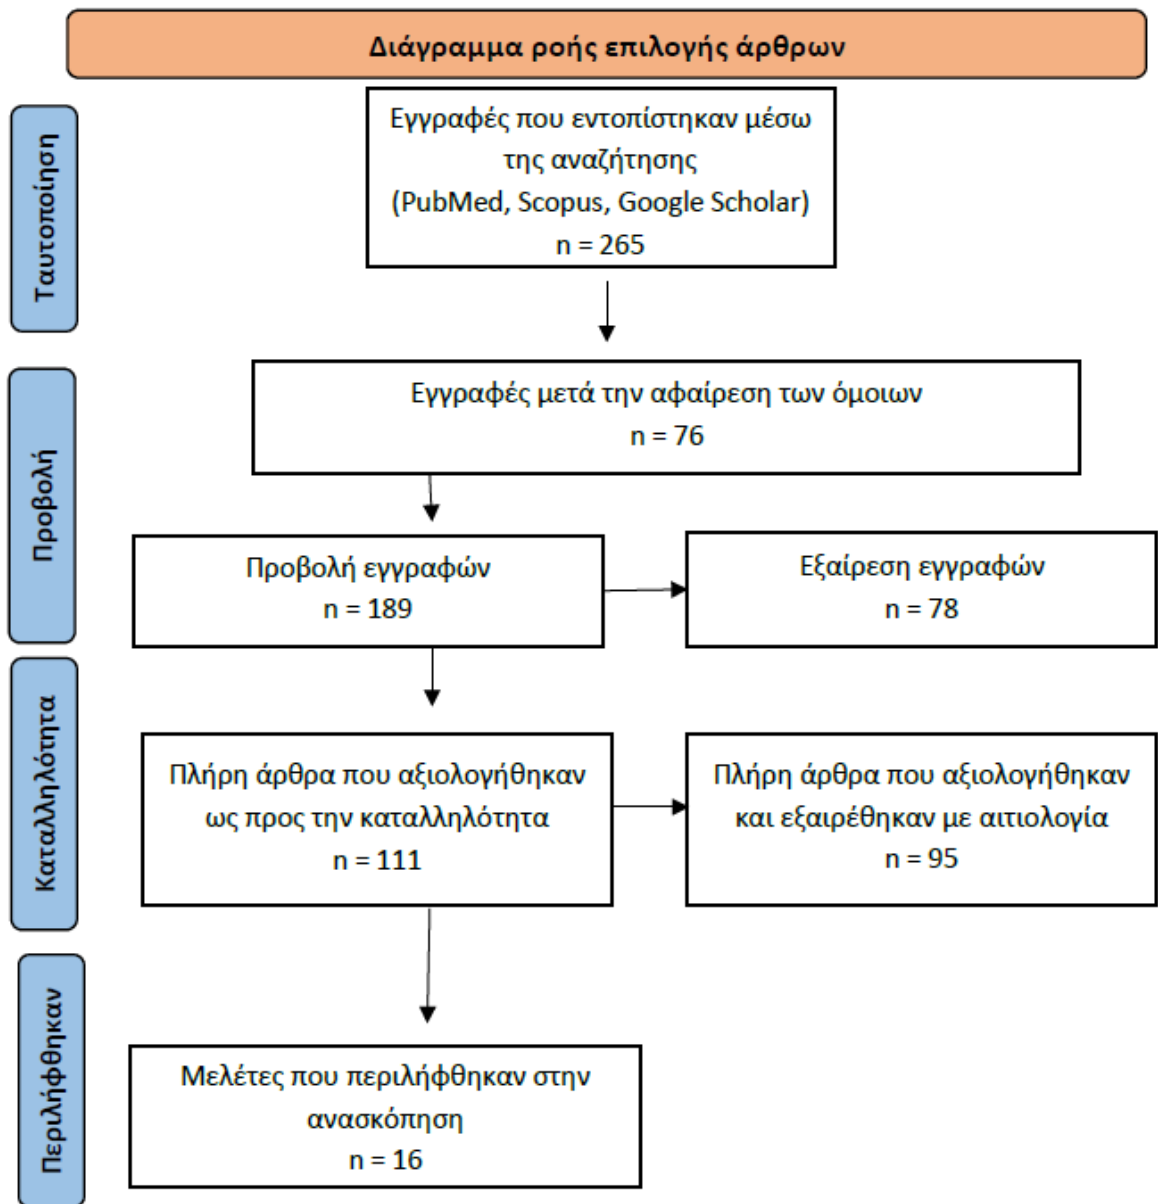 Διάγραμμα ροής επιλογής άρθρων
Ταυτοποίηση
Εγγραφές που εντοπίστηκαν μέσω
της αναζήτησης
(PubMed, Scopus, Google Scholar)
n = 265
Προβολή
Εγγραφές μετά την αφαίρεση των όμοιων
n = 76
Προβολή εγγραφών
n = 189
Εξαίρεση εγγραφών
n = 78
Καταλληλότητα
Πλήρη άρθρα που αξιολογήθηκαν
ως προς την καταλληλότητα
n = 111
Πλήρη άρθρα που αξιολογήθηκαν
και εξαιρέθηκαν με αιτιολογία
n = 95
Περιλήφθηκαν
Μελέτες που περιλήφθηκαν στην
ανασκόπηση
n = 16